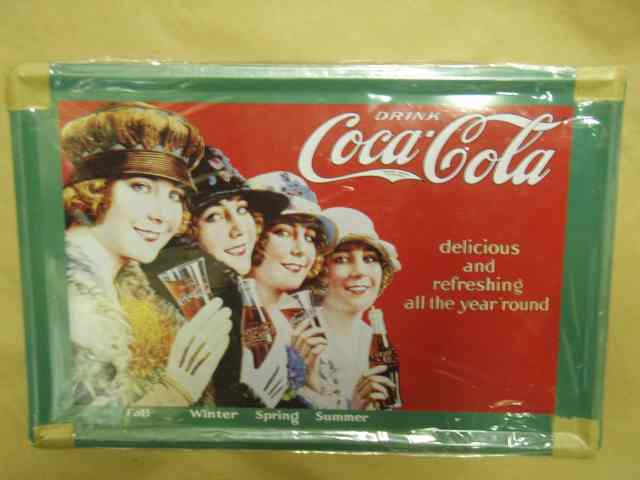 DRINK
Coca-Cola
delicious
and
refreshing
all the year 'round
Fall Winter Spring Summer